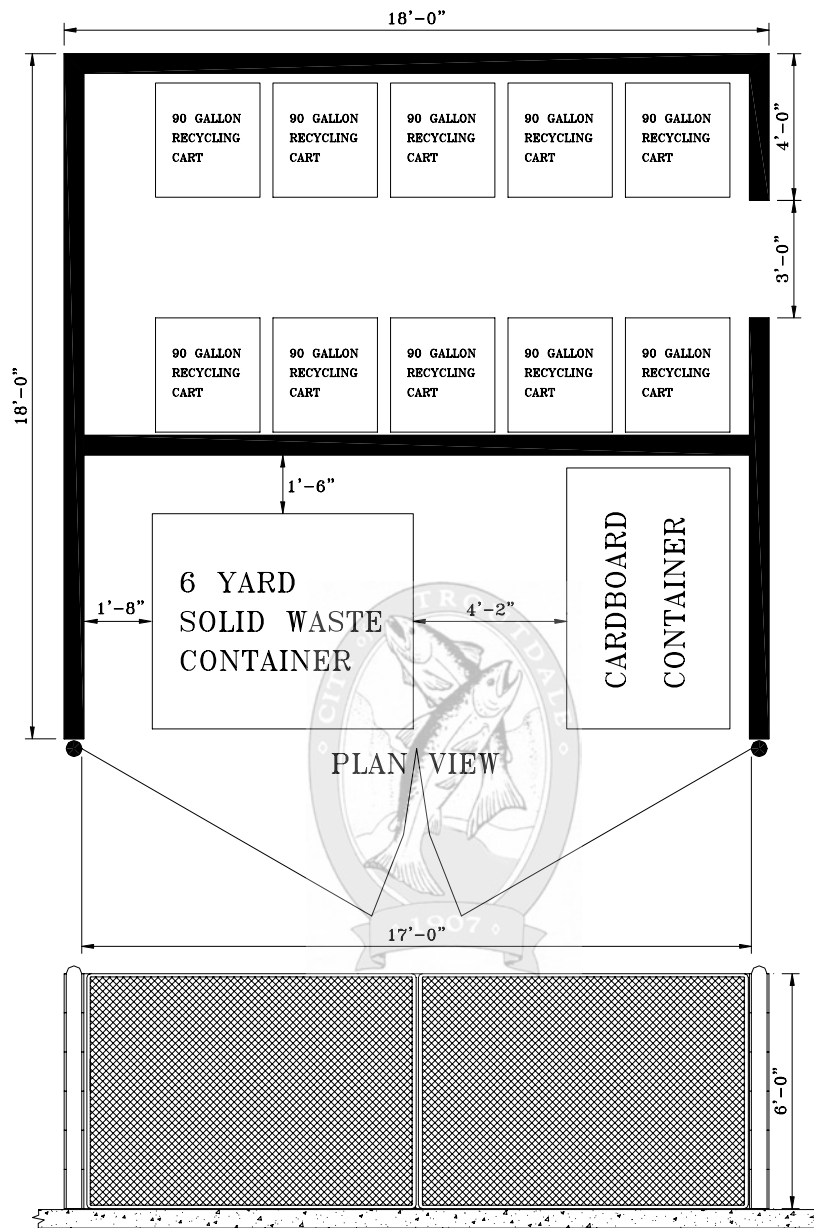 18'-0"
90 GALLON
RECYCLING
CART
90 GALLON
RECYCLING
CART
90 GALLON
RECYCLING
CART
90 GALLON
RECYCLING
CART
90 GALLON
RECYCLING
CART
4'-0"
3'-0"
18'-0"
90 GALLON
RECYCLING
CART
90 GALLON
RECYCLING
CART
90 GALLON
RECYCLING
CART
90 GALLON
RECYCLING
CART
90 GALLON
RECYCLING
CART
1'-6"
1'-8"
6 YARD
SOLID WASTE
CONTAINER
4'-2"
CARDBOARD
CONTAINER
PLAN VIEW
TROUTDALE
1907
17'-0"
6'-0"